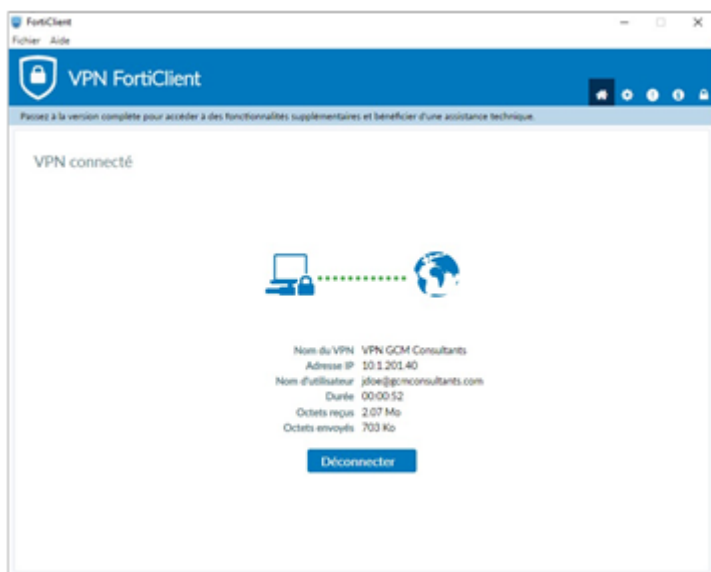 FortiClient
Fichier Aide
VPN FortiClient
Passez à la version complète pour accéder à des fonctionnalités supplémentaires et bénéficier d'une assistance technique.
VPN connecté
Nom du VPN VPN GCM Consultants
Adresse IP 10.1.201.40
Nom d'utilisateur jdoe@gcmconsultants.com
Durée 00:00:52
Octets reçus 2.07 Mo
Octets envoyés 703 Ko
Déconnecter